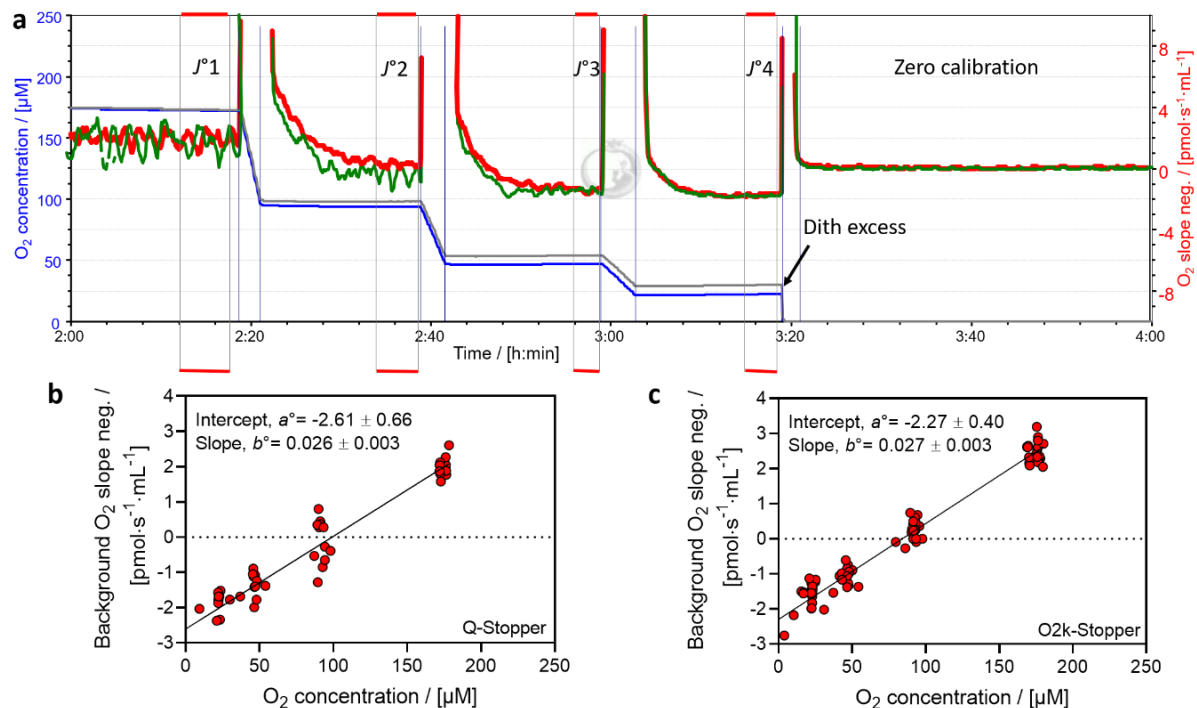 a
250
200
150
100
50
0
O₂ concentration / [µM]
J°1
J°2
J°3
J°4
Zero calibration
Dith excess
8
4
0
-4
-8
O₂ slope neg. / [pmol·s⁻¹·mL⁻¹]
2:00
2:20
2:40
3:00
3:20
3:40
4:00
Time / [h:min]
b
Background O₂ slope neg. /
[pmol·s⁻¹·mL⁻¹]
4
3
2
1
0
-1
-2
-3
Intercept, a°= -2.61 ± 0.66
Slope, b°= 0.026 ± 0.003
Q-Stopper
0
50
100
150
200
250
O₂ concentration / [µM]
c
Background O₂ slope neg. /
[pmol·s⁻¹·mL⁻¹]
4
3
2
1
0
-1
-2
-3
Intercept, a°= -2.27 ± 0.40
Slope, b°= 0.027 ± 0.003
O2k-Stopper
0
50
100
150
200
250
O₂ concentration / [µM]